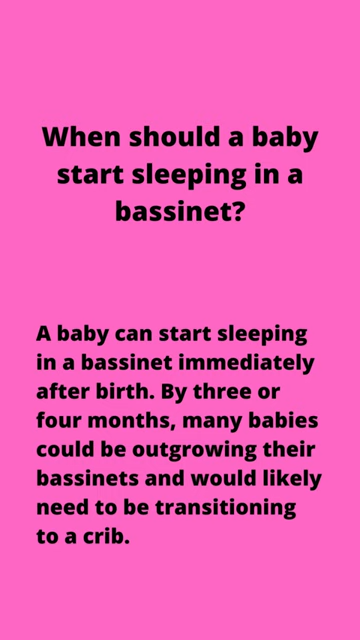 When should a baby
start sleeping in a
bassinet?
A baby can start sleeping
in a bassinet immediately
after birth. By three or
four months, many babies
could be outgrowing their
bassinets and would likely
need to be transitioning
to a crib.